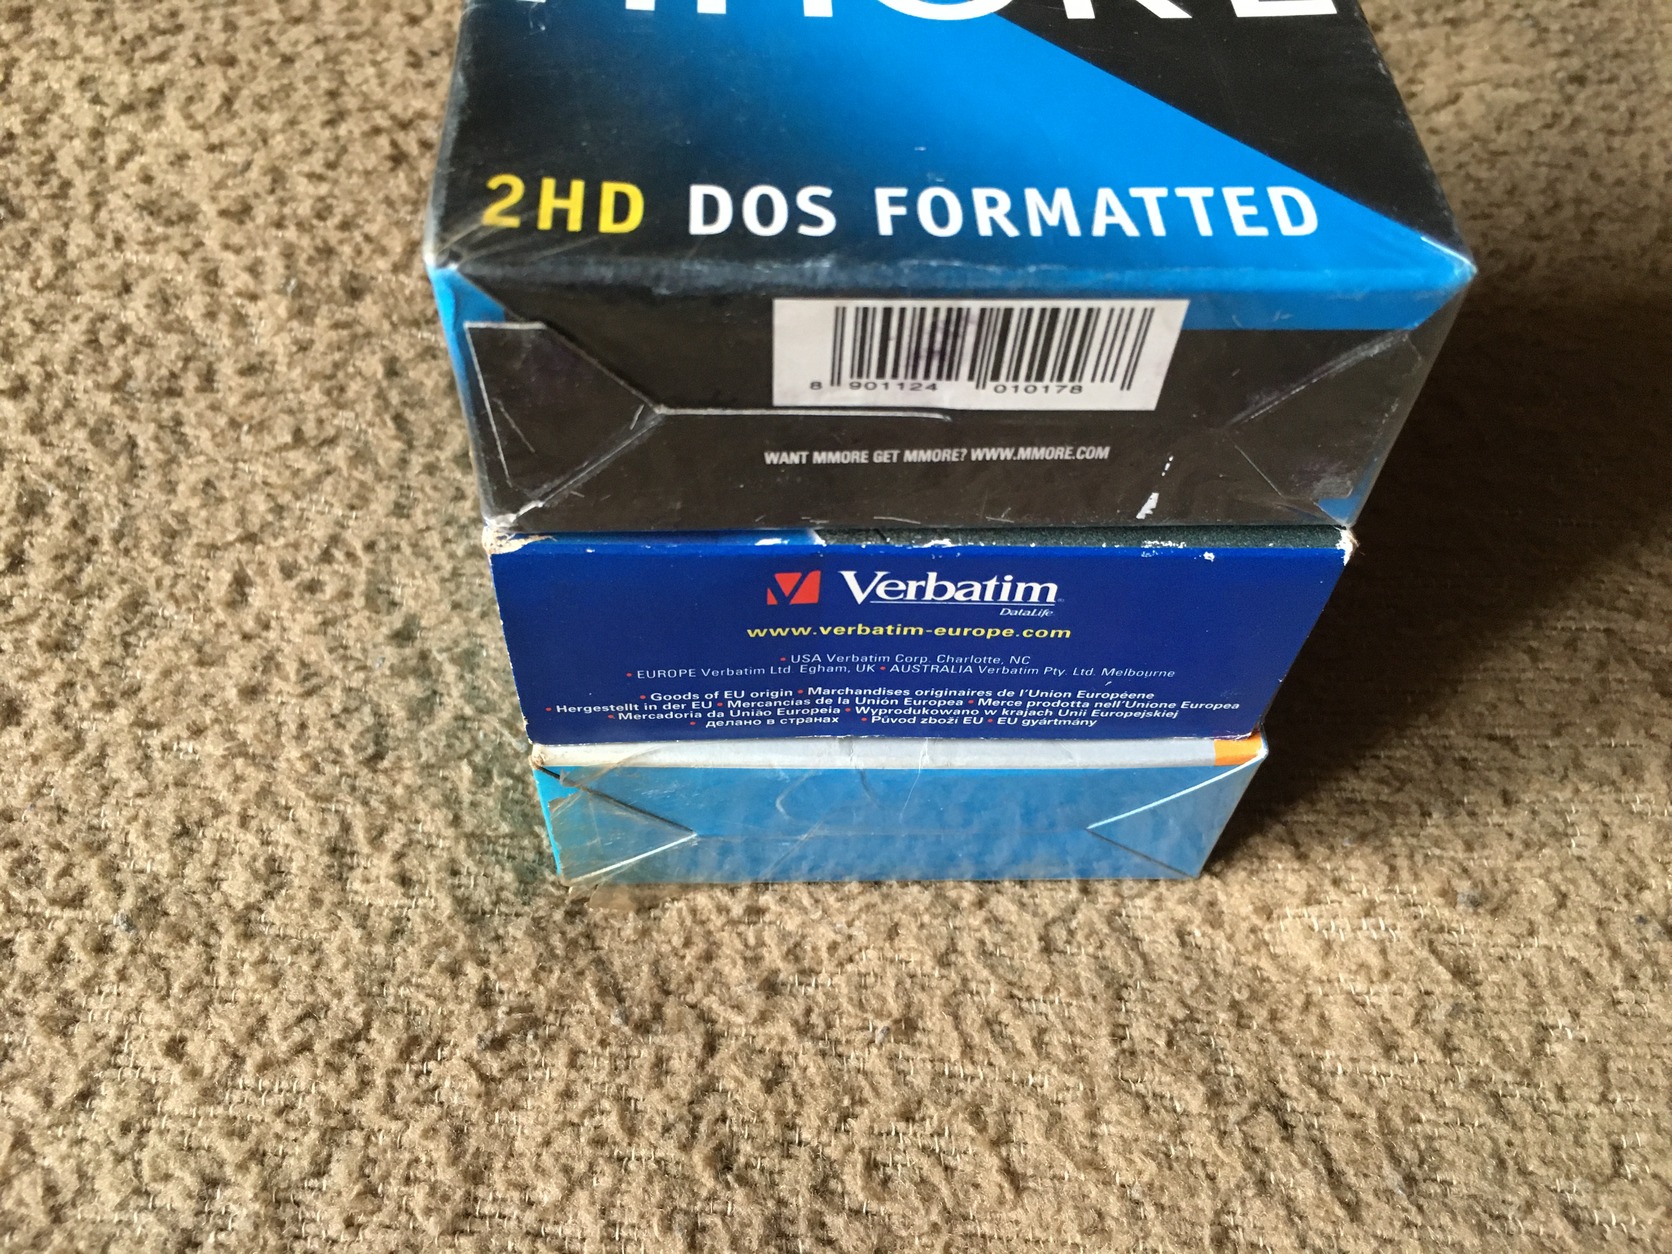 MMORE
2HD DOS FORMATTED
8 901124 010178
WANT MMORE GET MMORE? WWW.MMORE.COM
Verbatim
DataLife
www.verbatim-europe.com
• USA Verbatim Corp. Charlotte, NC
• EUROPE Verbatim Ltd. Egham, UK • AUSTRALIA Verbatim Pty. Ltd. Melbourne
• Goods of EU origin • Marchandises originaires de l'Union Européene
• Hergestellt in der EU • Mercancías de la Unión Europea • Merce prodotta nell'Unione Europea
• Mercadoria da União Europeia • Wyprodukowano w krajach Unii Europejskiej
• делано в странах • Původ zboží EU • EU gyártmány